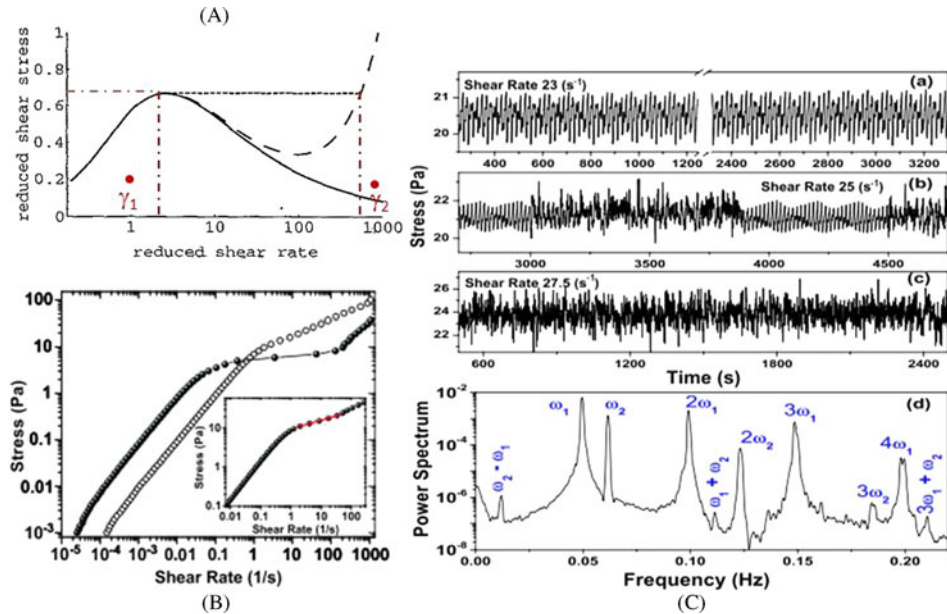 (A)
reduced shear stress
1
0.8
0.6
0.4
0.2
0
γ̇1
γ̇2
1 10 100 1000
reduced shear rate
Stress (Pa)
100
10
1
0.1
0.01
10-3
10-5 10-4 10-3 0.01 0.1 1 10 100 1000
Shear Rate (1/s)
Stress (Pa)
10
1
0.1
0.01 0.1 1 10 100
Shear Rate (1/s)
(B)
Shear Rate 23 (s-1)
(a)
21
20
300 600 900 1200 2400 2600 2800 3000 3200
Stress (Pa)
Shear Rate 25 (s-1)
(b)
22
20
3000 3500 4000 4500
Shear Rate 27.5 (s-1)
(c)
26
24
22
600 1200 1800 2400
Time (s)
(d)
Power Spectrum
10-2
10-4
10-6
10-8
ω2 - ω1
ω1
ω2
2ω1
ω1 + ω2
2ω2
3ω1
3ω2
4ω1
3ω1 + ω2
0.00 0.05 0.10 0.15 0.20
Frequency (Hz)
(C)